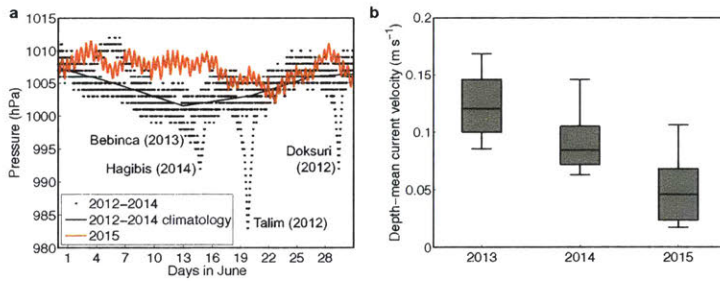 a
1015
1010
1005
1000
995
990
985
980
Pressure (hPa)
Bebinca (2013)
Hagibis (2014)
Doksuri
(2012)
Talim (2012)
2012-2014
2012-2014 climatology
2015
1 4 7 10 13 16 19 22 25 28
Days in June
b
0.2
0.15
0.1
0.05
0
Depth-mean current velocity (m s⁻¹)
2013 2014 2015